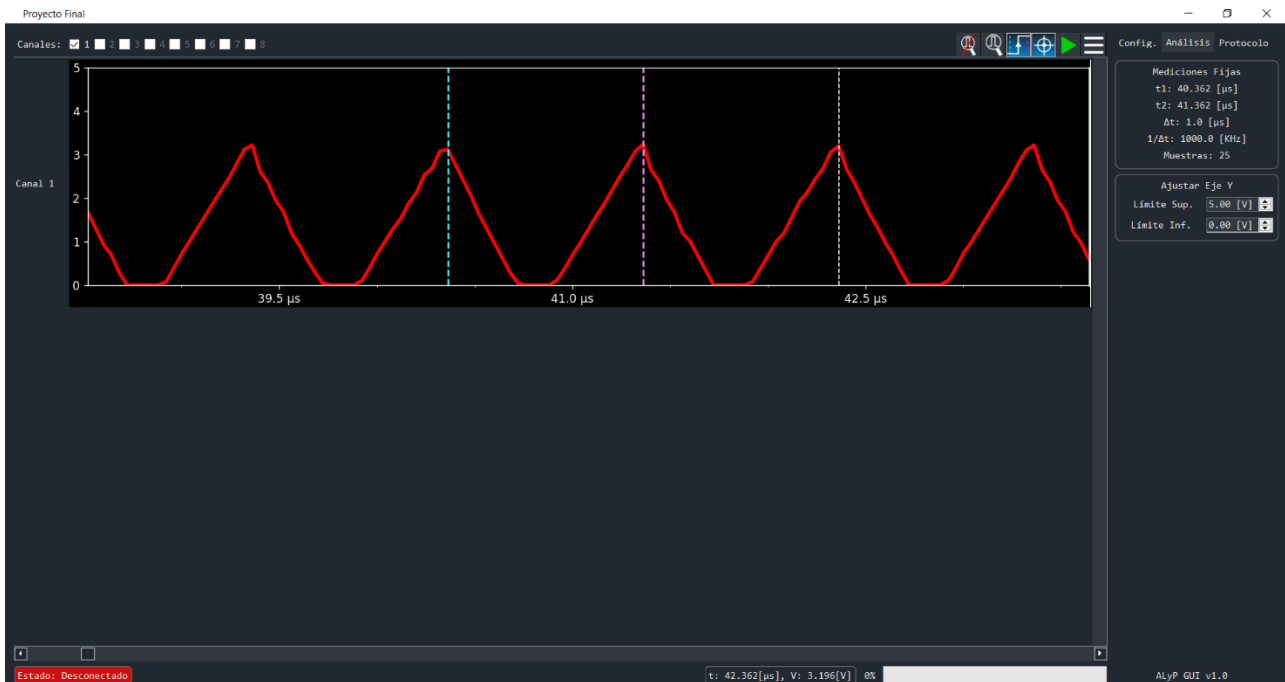 Proyecto Final
Canales: 1 2 3 4 5 6 7 8
Config. Análisis Protocolo
Mediciones Fijas
t1: 40.362 [µs]
t2: 41.362 [µs]
Δt: 1.0 [µs]
1/Δt: 1000.0 [KHz]
Muestras: 25
Ajustar Eje Y
Límite Sup. 5.00 [V]
Límite Inf. 0.00 [V]
Canal 1
5
4
3
2
1
0
39.5 µs 41.0 µs 42.5 µs
Estado: Desconectado
t: 42.362[µs], V: 3.196[V] 0%
ALyP GUI v1.0